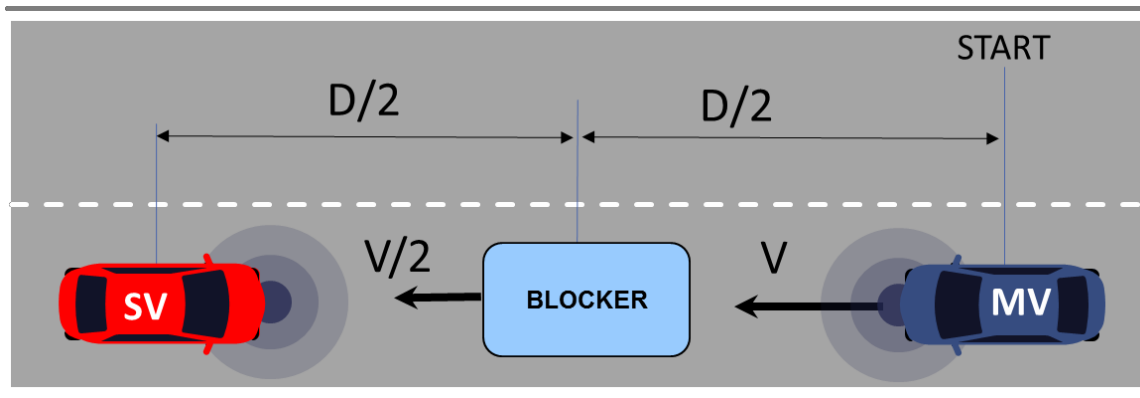 START
D/2
D/2
V/2
V
SV
BLOCKER
MV